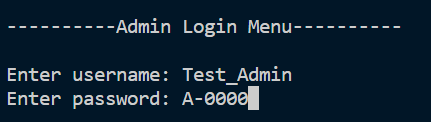 ----------Admin Login Menu----------
Enter username: Test_Admin
Enter password: A-0000